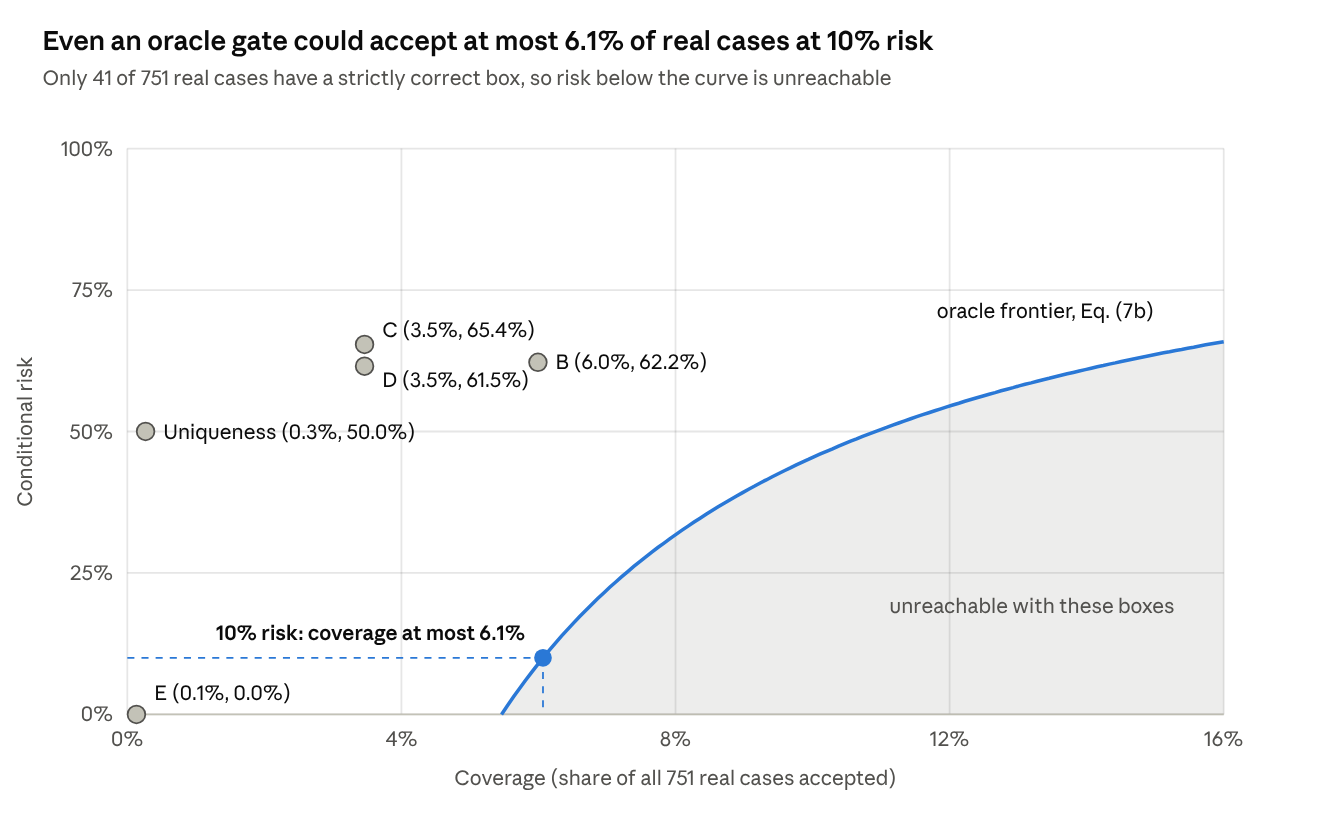 Even an oracle gate could accept at most 6.1% of real cases at 10% risk
Only 41 of 751 real cases have a strictly correct box, so risk below the curve is unreachable
100%
75%
50%
25%
0%
Conditional risk
oracle frontier, Eq. (7b)
C (3.5%, 65.4%)
B (6.0%, 62.2%)
D (3.5%, 61.5%)
Uniqueness (0.3%, 50.0%)
unreachable with these boxes
10% risk: coverage at most 6.1%
E (0.1%, 0.0%)
0%
4%
8%
12%
16%
Coverage (share of all 751 real cases accepted)